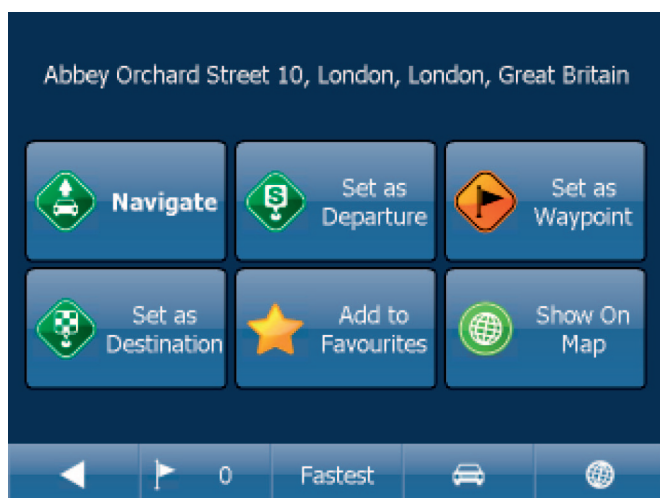 Abbey Orchard Street 10, London, London, Great Britain
Navigate
Set as
Departure
Set as
Waypoint
Set as
Destination
Add to
Favourites
Show On
Map
0
Fastest